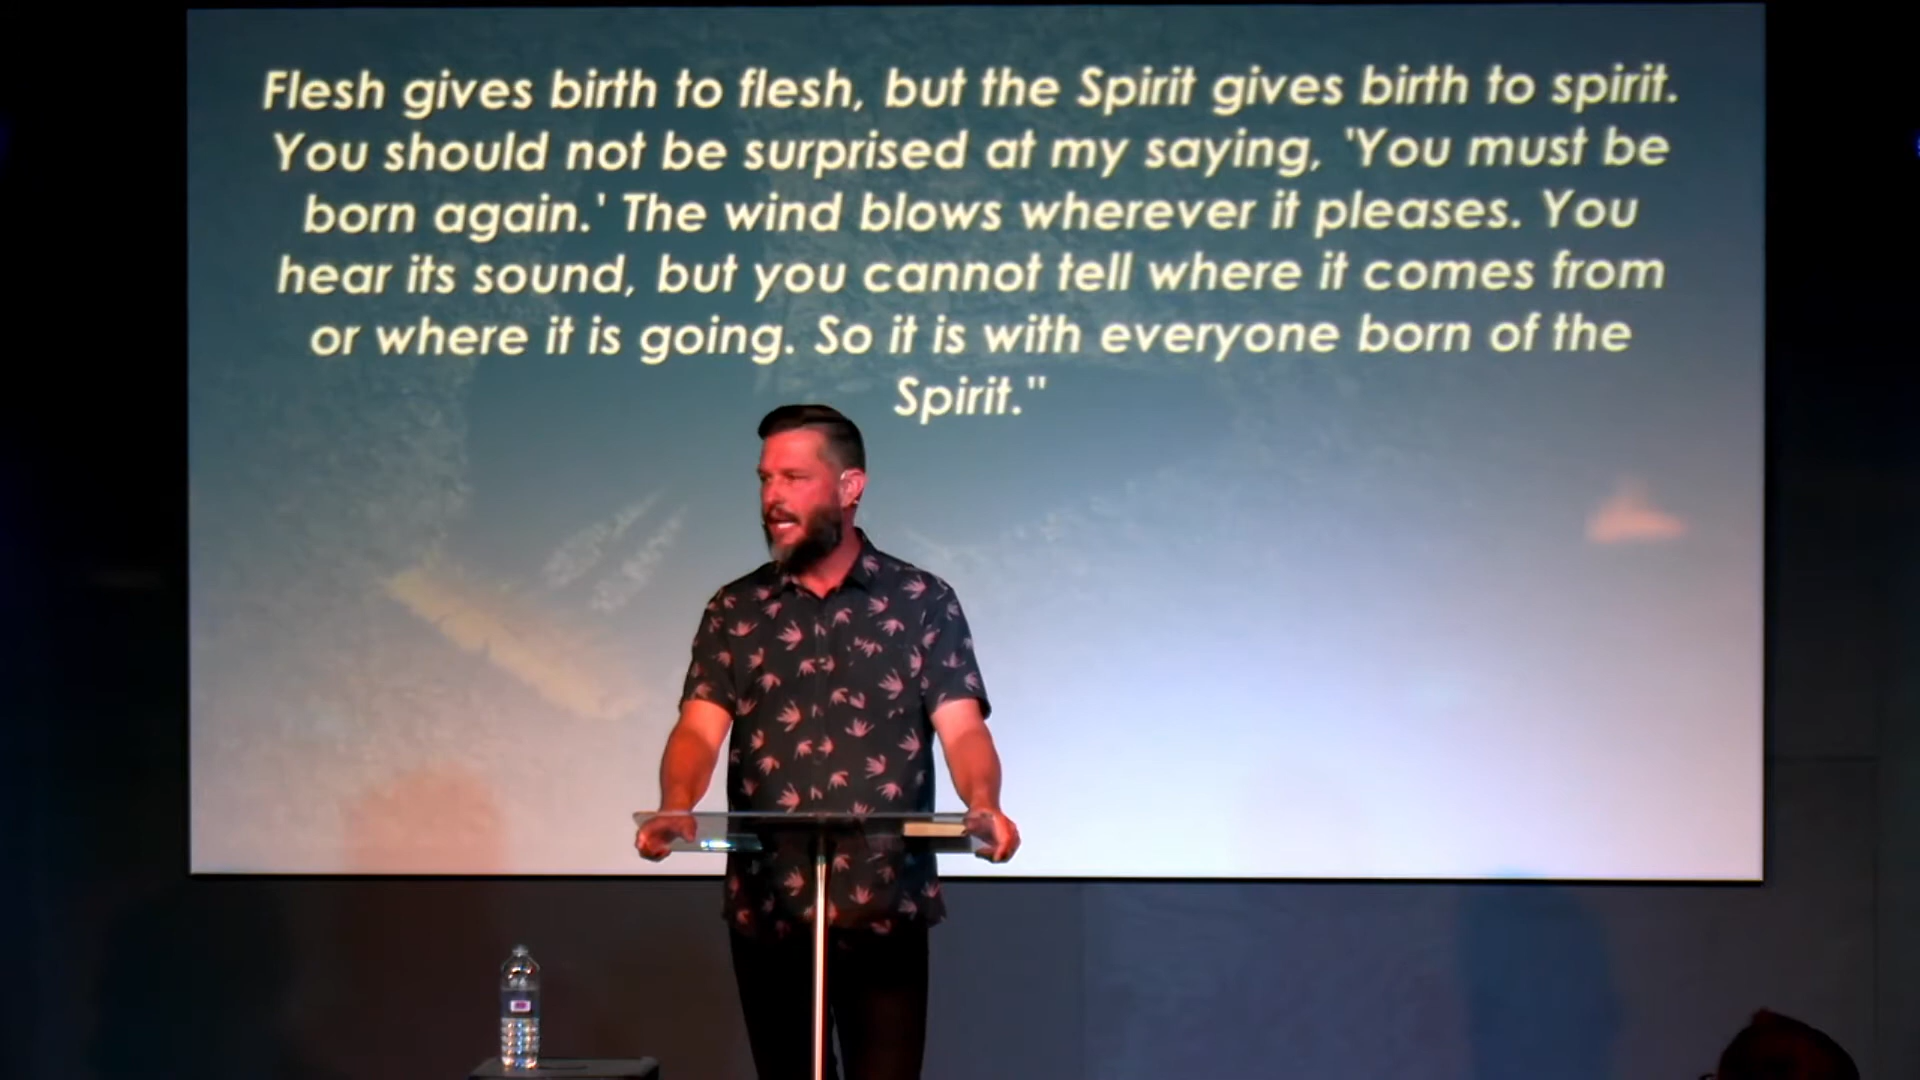 Flesh gives birth to flesh, but the Spirit gives birth to spirit.
You should not be surprised at my saying, 'You must be
born again.' The wind blows wherever it pleases. You
hear its sound, but you cannot tell where it comes from
or where it is going. So it is with everyone born of the
Spirit."